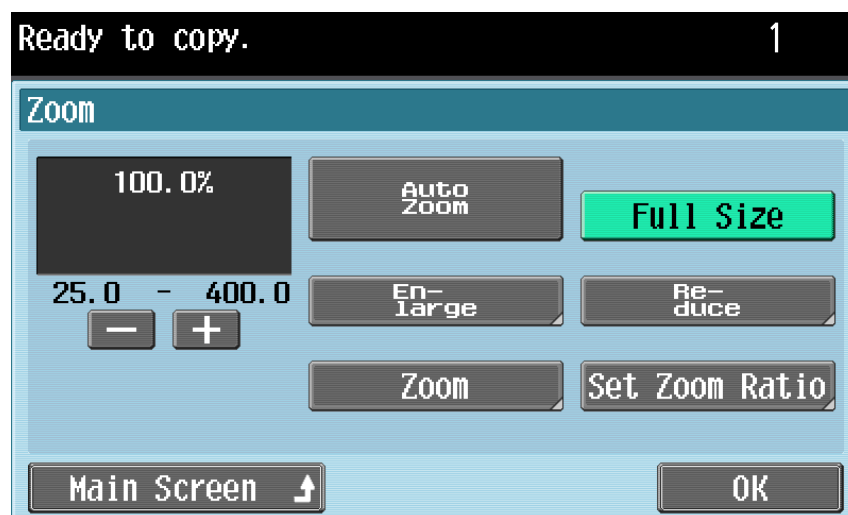 Ready to copy. 1
Zoom
100.0%
25.0 - 400.0
− +
Auto
Zoom
Full Size
En-
large
Re-
duce
Zoom
Set Zoom Ratio
Main Screen
OK